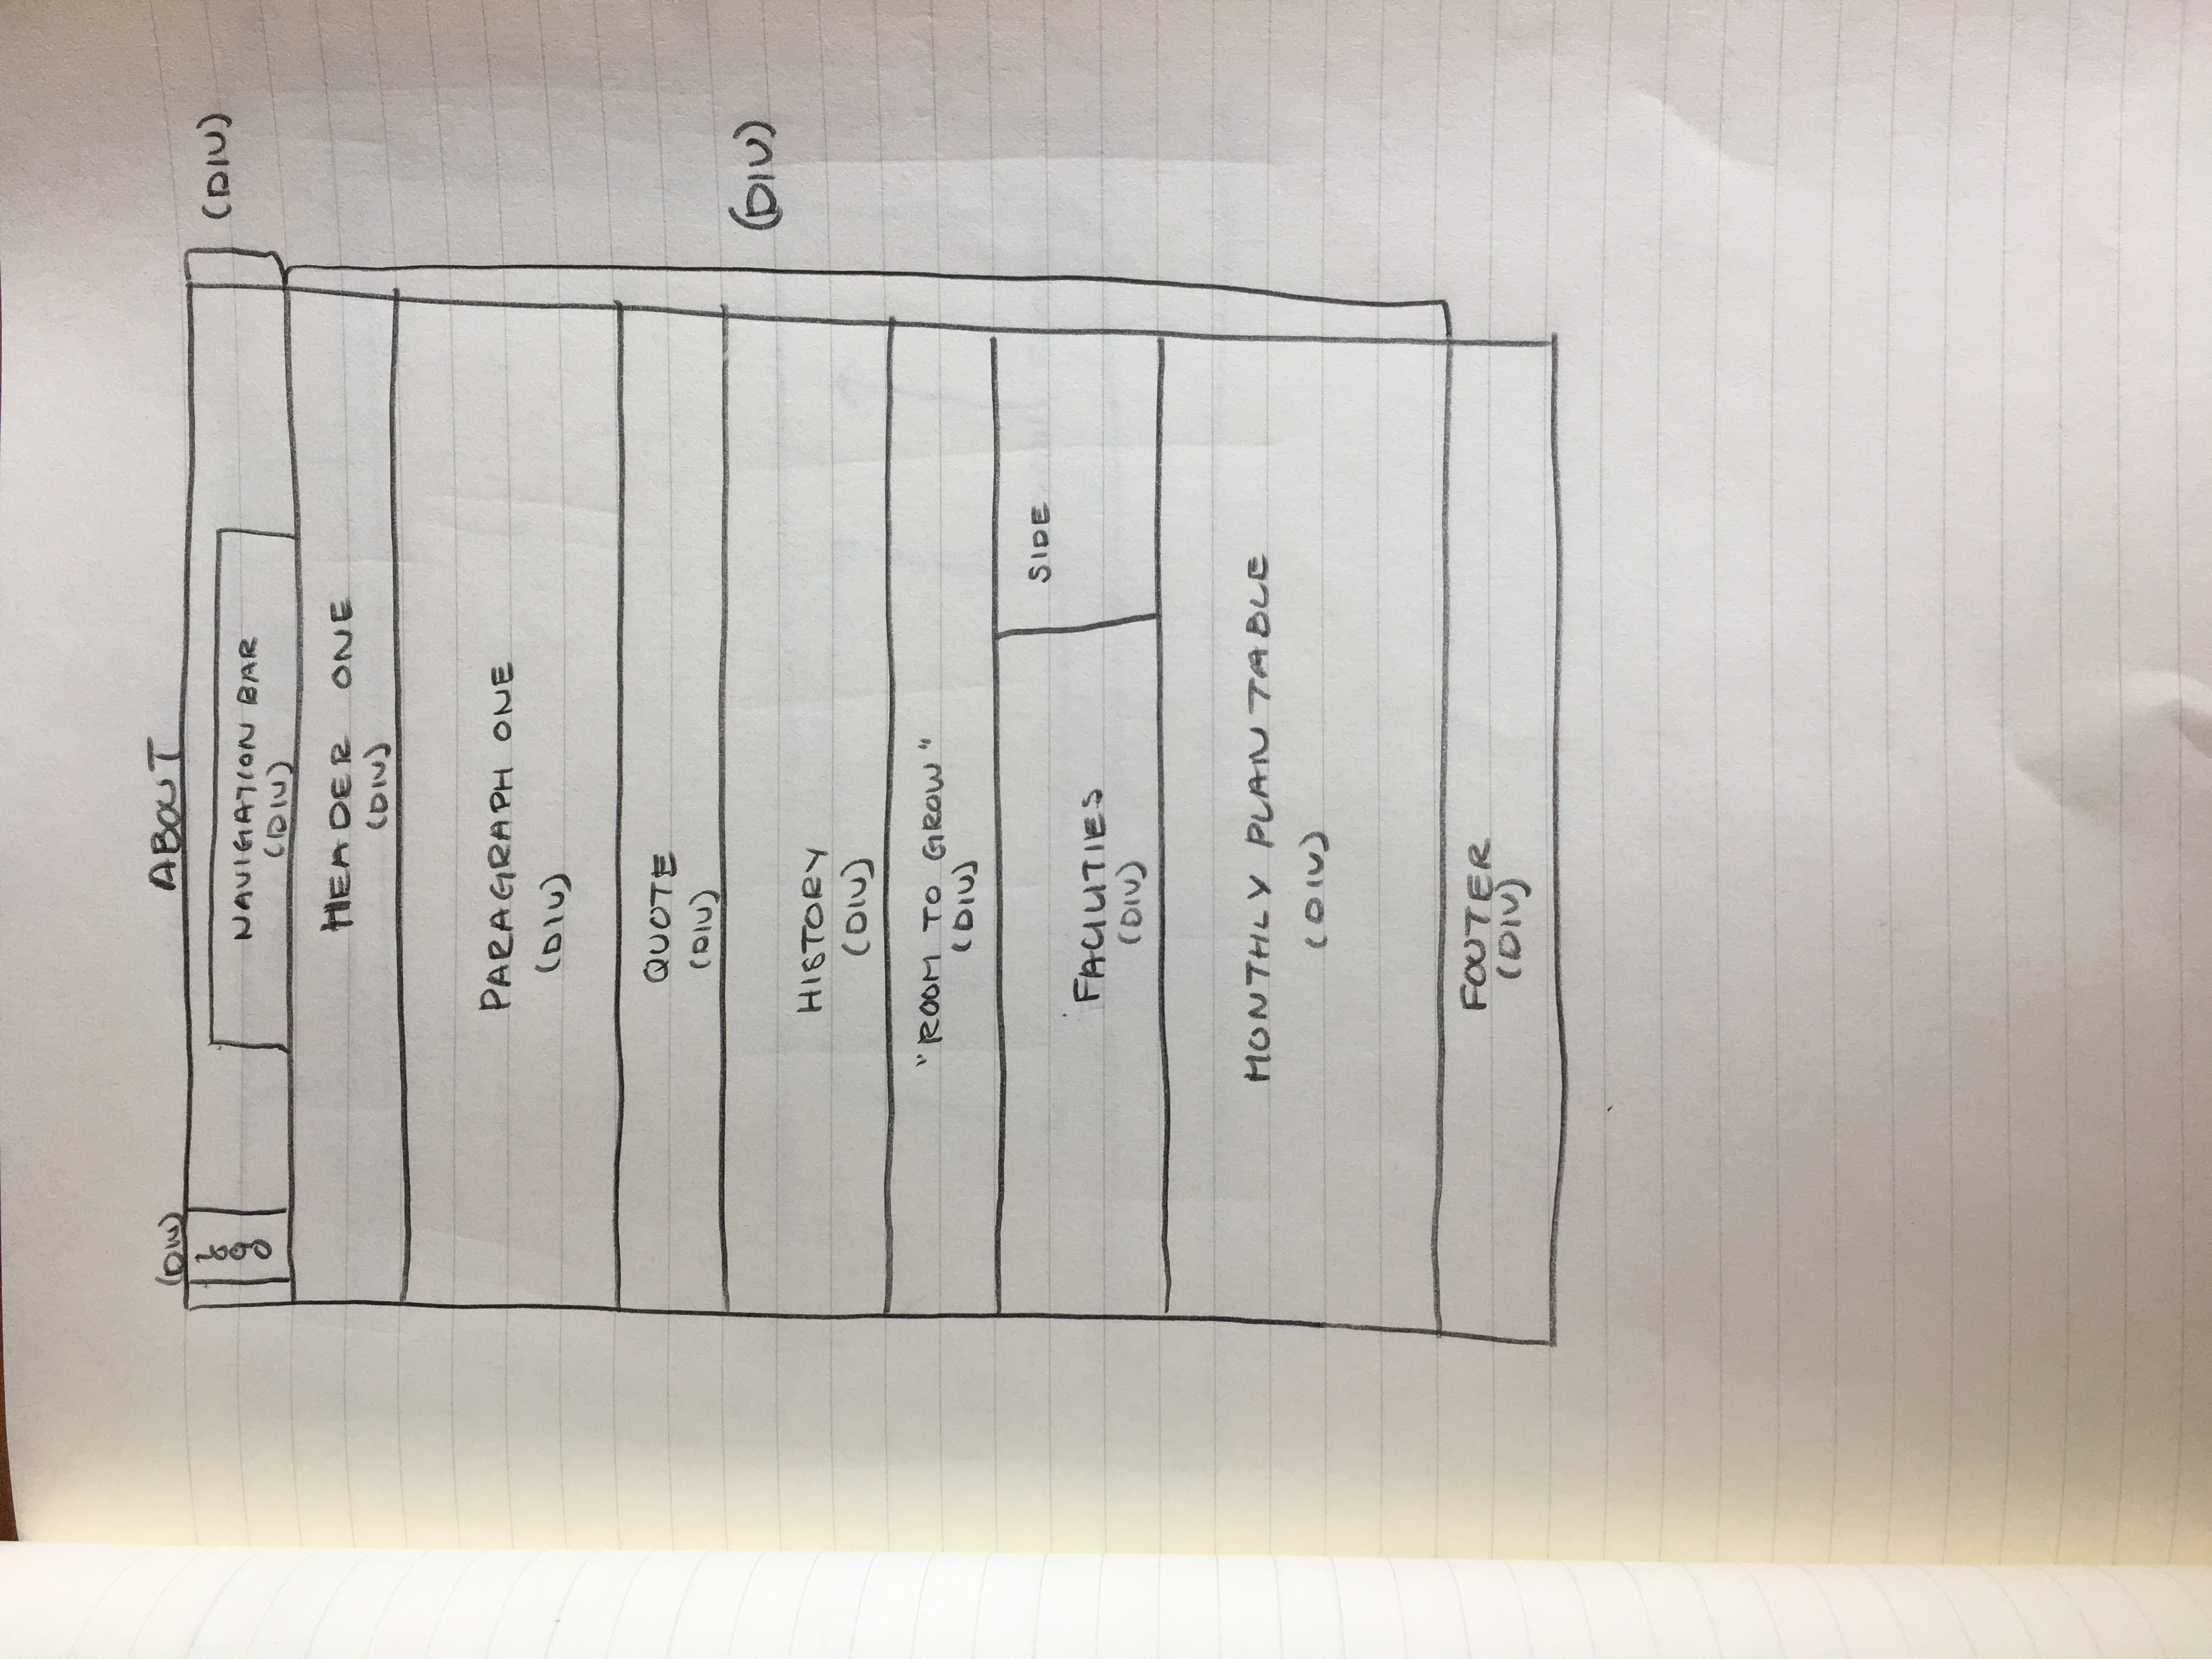 ABOUT
(DIV)
LOGO
(DIV)
NAVIGATION BAR
(DIV)
HEADER ONE
(DIV)
PARAGRAPH ONE
(DIV)
QUOTE
(DIV)
(DIV)
HISTORY
(DIV)
"ROOM TO GROW"
(DIV)
SIDE
FACILITIES
(DIV)
MONTHLY PLAN TABLE
(DIV)
FOOTER
(DIV)